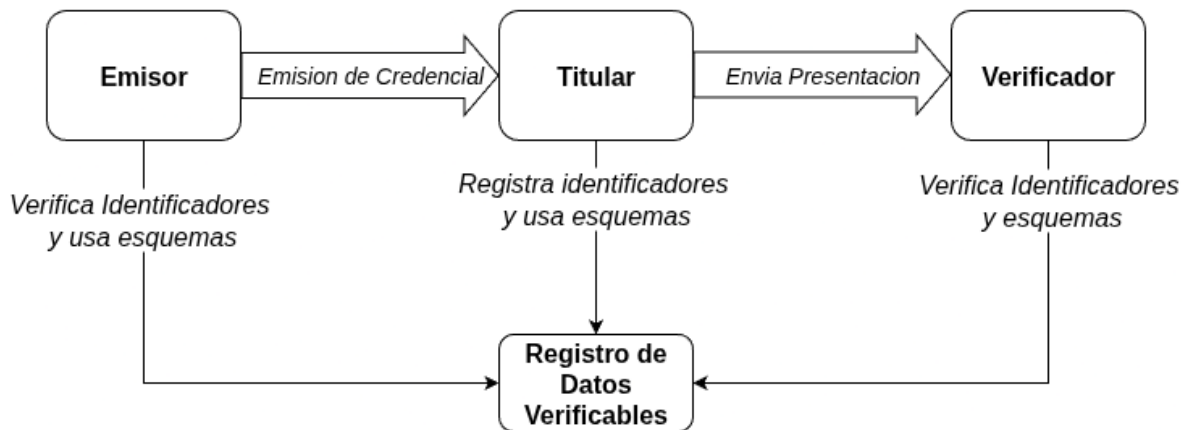 Emisor
Emision de Credencial
Titular
Envia Presentacion
Verificador
Verifica Identificadores
y usa esquemas
Registra identificadores
y usa esquemas
Verifica Identificadores
y esquemas
Registro de
Datos
Verificables